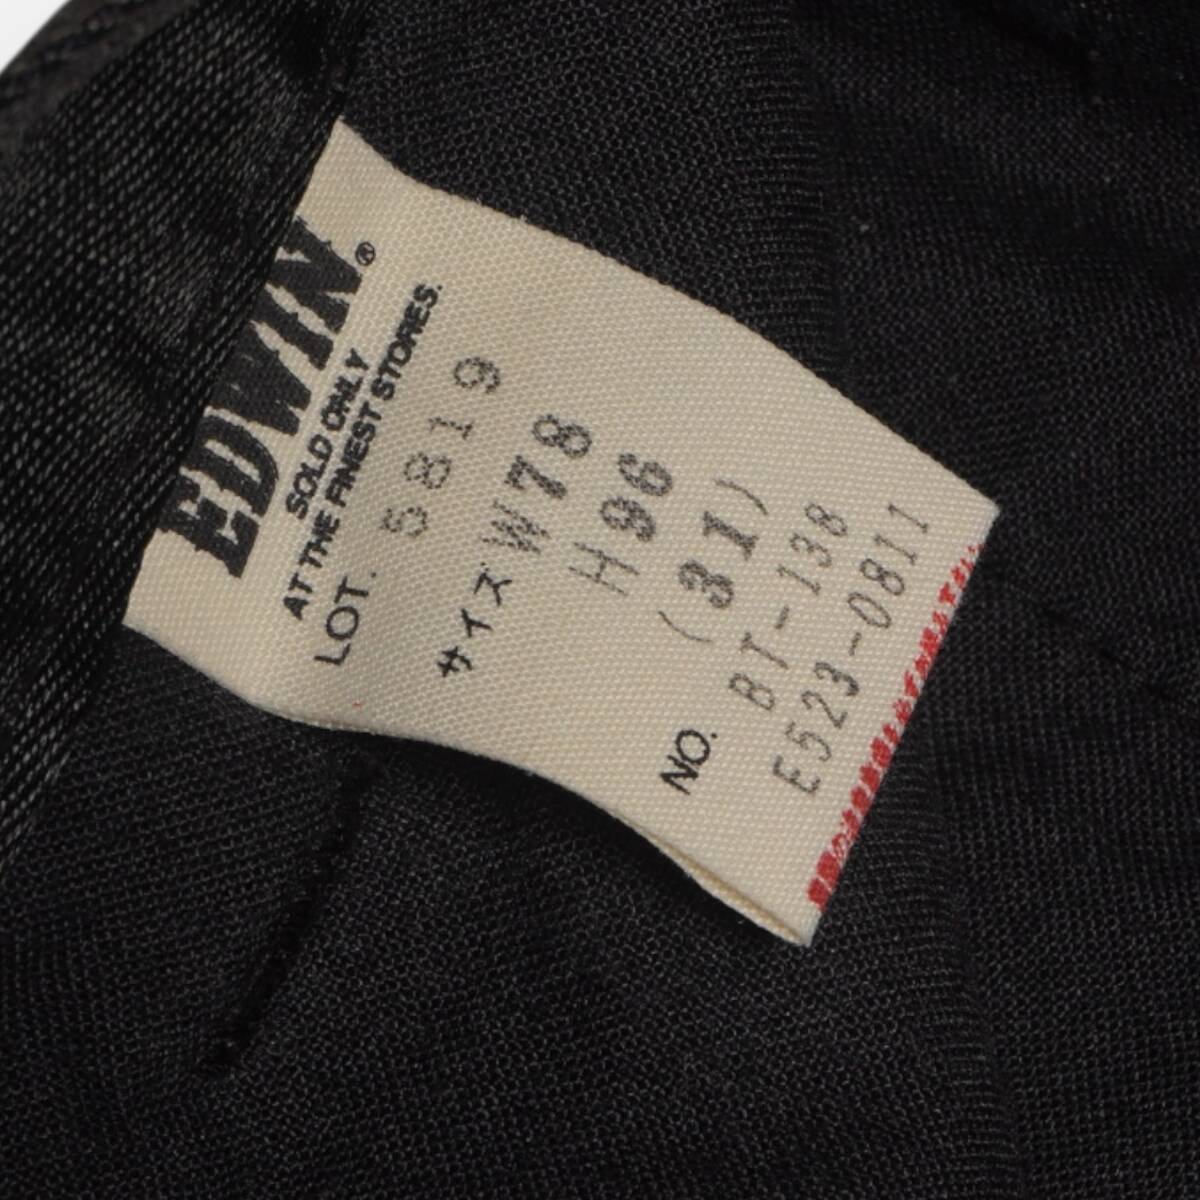 EDWIN®
SOLD ONLY
AT THE FINEST STORES.
LOT. 5819
サイズ W78
H96
(31)
NO. BT-138
E523-0811